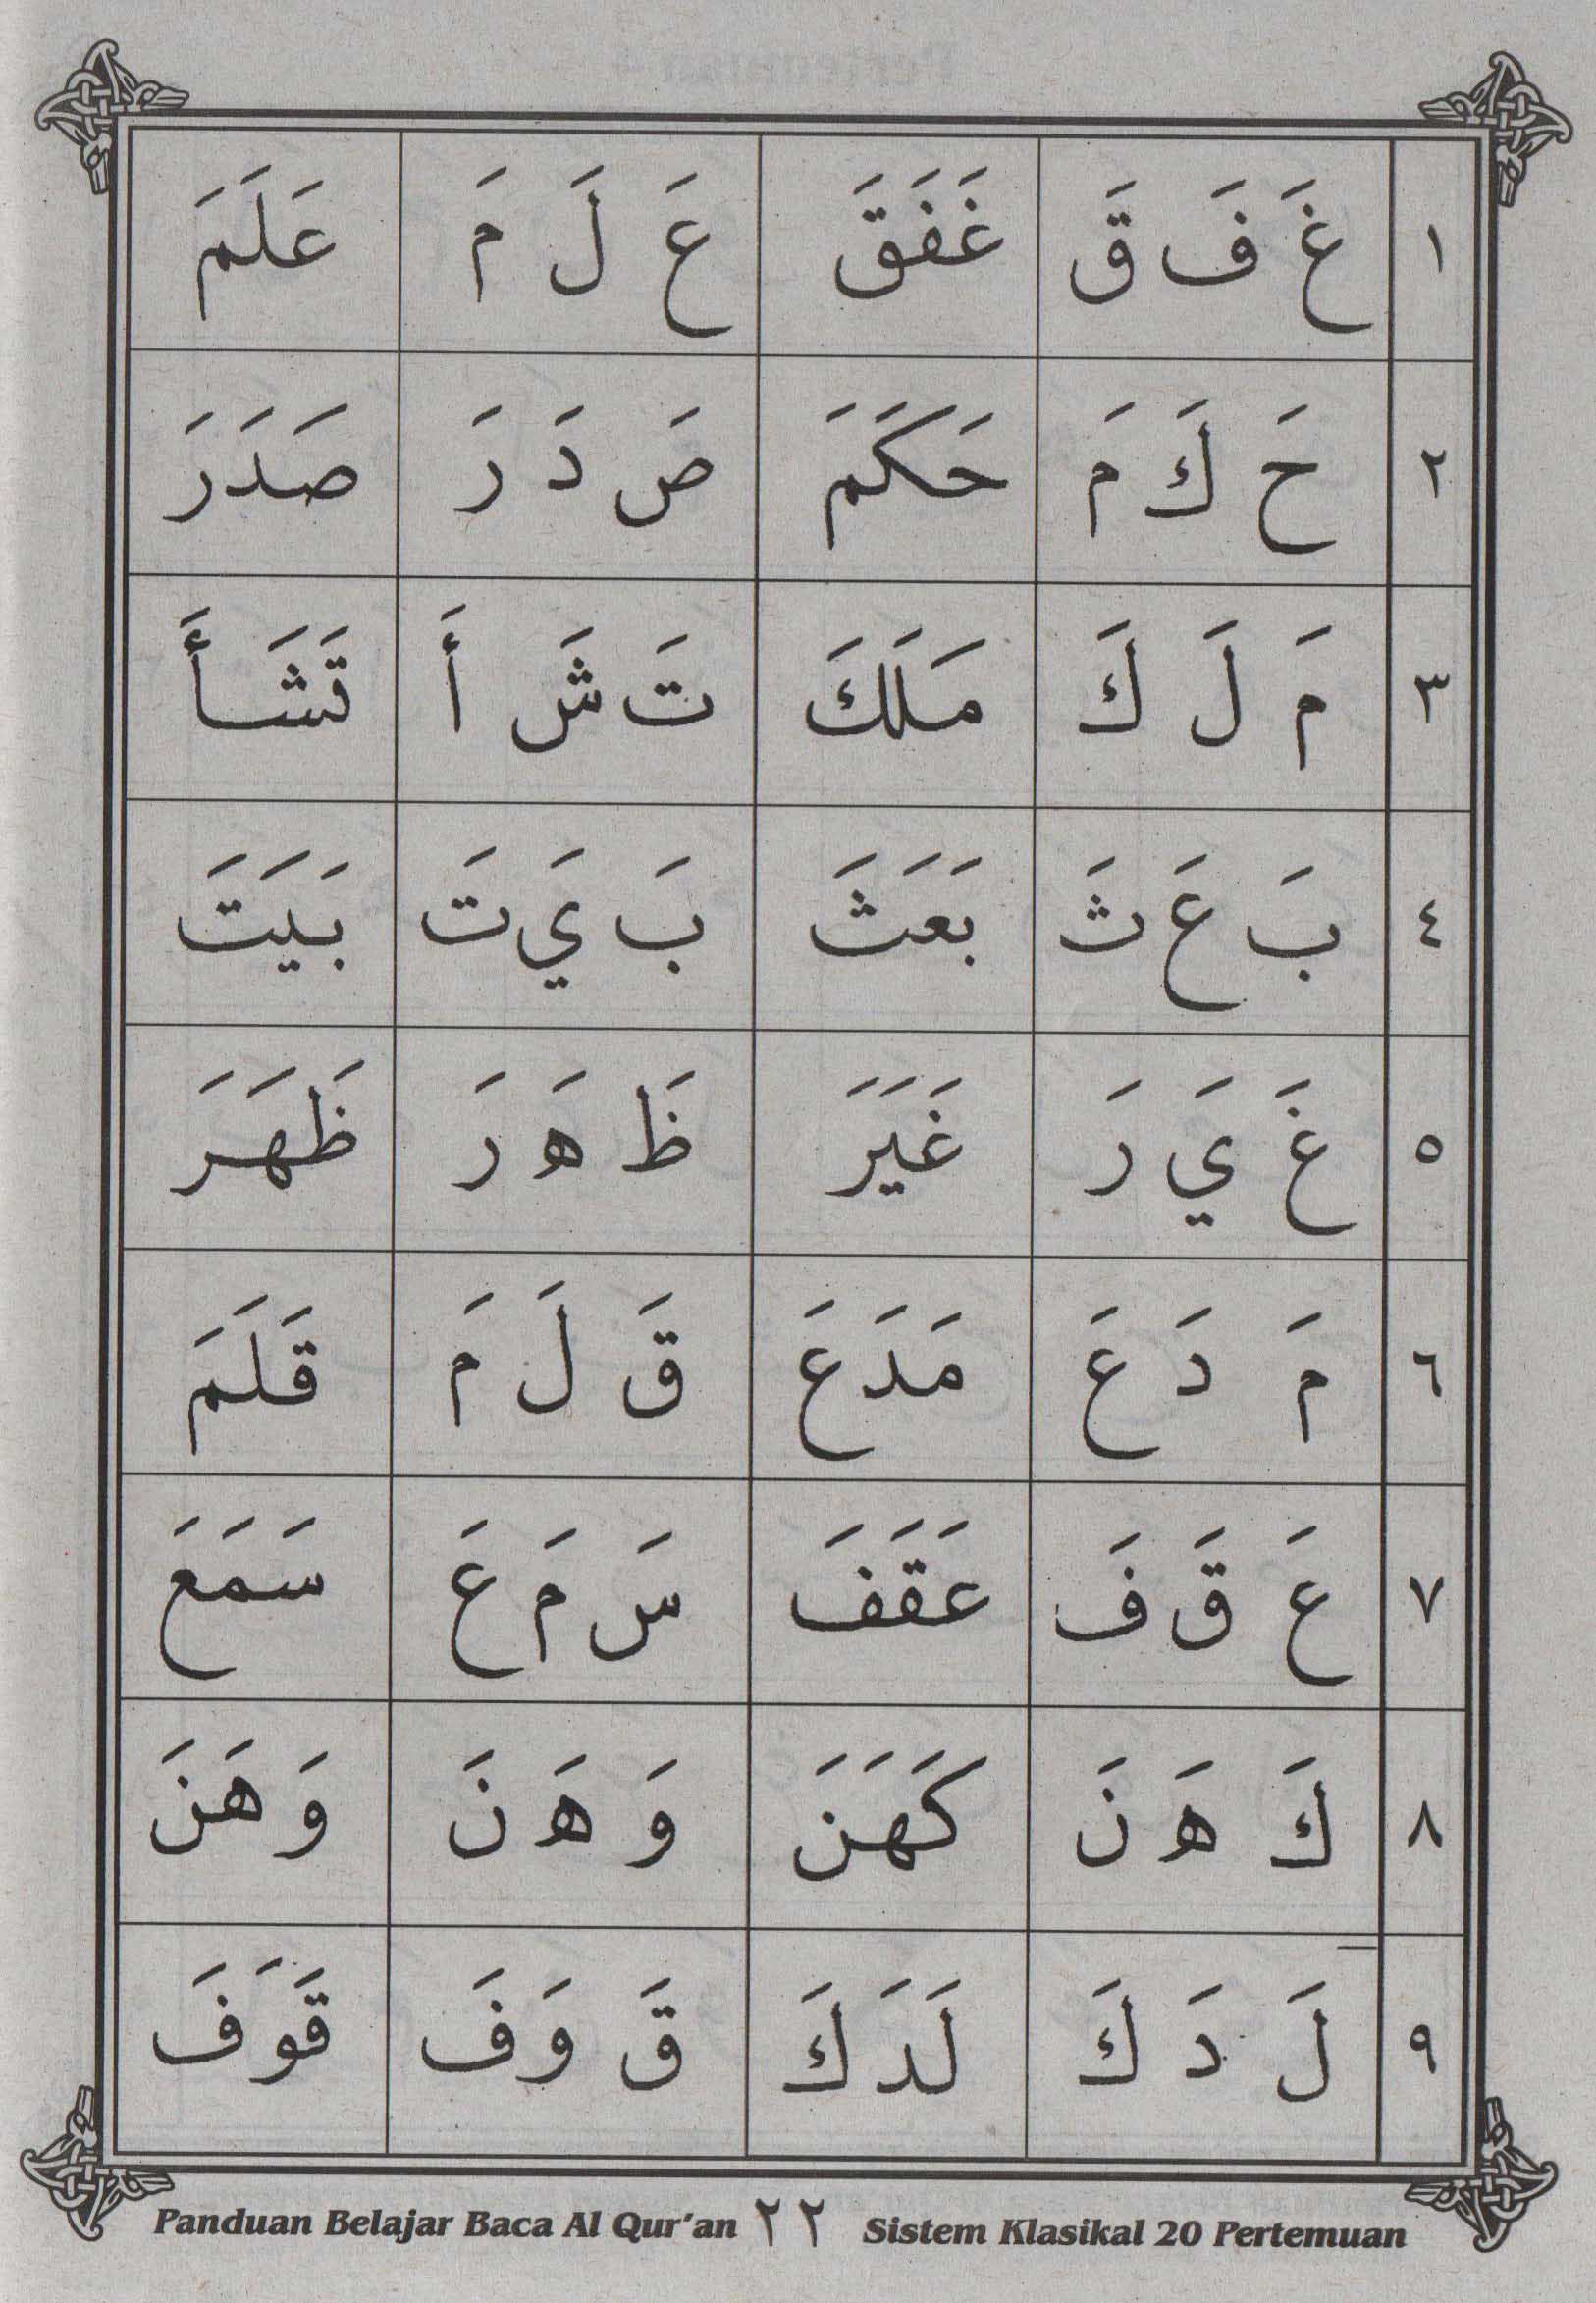 ١ غَ فَ قَ غَفَقَ عَ لَ مَ عَلَمَ
٢ حَ كَ مَ حَكَمَ صَ دَ رَ صَدَرَ
٣ مَ لَ كَ مَلَكَ تَ شَ أَ تَشَأَ
٤ بَ عَ ثَ بَعَثَ بَ يَ تَ بَيَتَ
٥ غَ يَ رَ غَيَرَ ظَ هَ رَ ظَهَرَ
٦ مَ دَ عَ مَدَعَ قَ لَ مَ قَلَمَ
٧ عَ قَ فَ عَقَفَ سَ مَ عَ سَمَعَ
٨ كَ هَ نَ كَهَنَ وَ هَ نَ وَهَنَ
٩ لَ دَ كَ لَدَكَ قَ وَ فَ قَوَفَ
Panduan Belajar Baca Al Qur'an ٢٢ Sistem Klasikal 20 Pertemuan